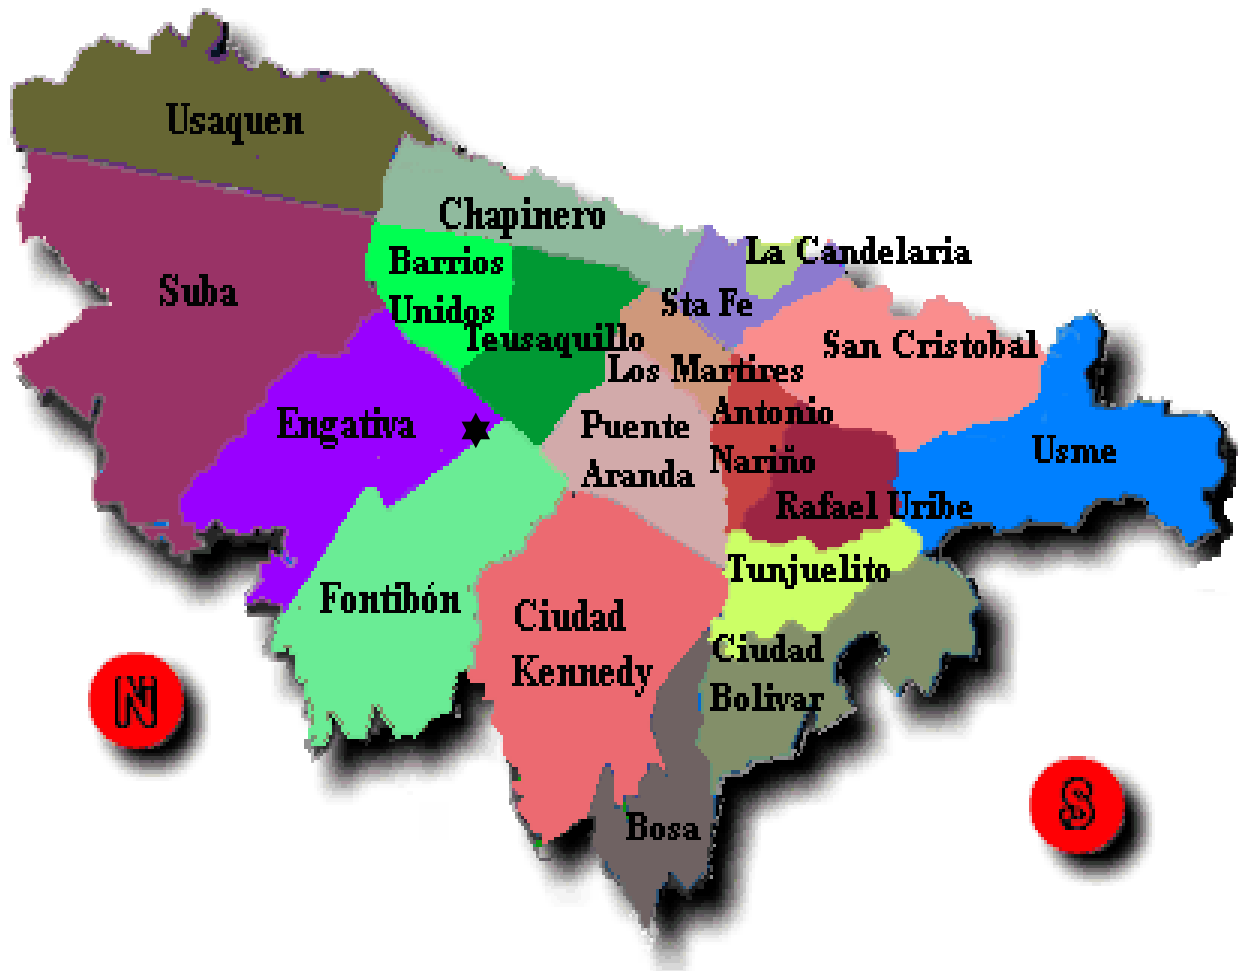 Usaquen
Chapinero
La Candelaria
Barrios
Unidos
Suba
Sta Fe
Teusaquillo
San Cristobal
Los Martires
Engativa
Puente
Aranda
Antonio
Nariño
Usme
Rafael Uribe
Tunjuelito
Fontibón
Ciudad
Kennedy
Ciudad
Bolivar
N
S
Bosa